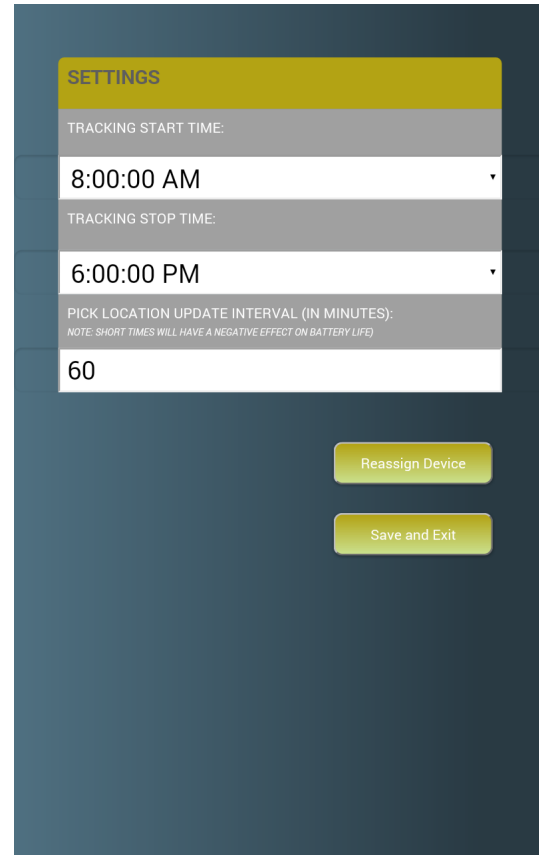 SETTINGS
TRACKING START TIME:
8:00:00 AM
TRACKING STOP TIME:
6:00:00 PM
PICK LOCATION UPDATE INTERVAL (IN MINUTES):
NOTE: SHORT TIMES WILL HAVE A NEGATIVE EFFECT ON BATTERY LIFE)
60
Reassign Device
Save and Exit